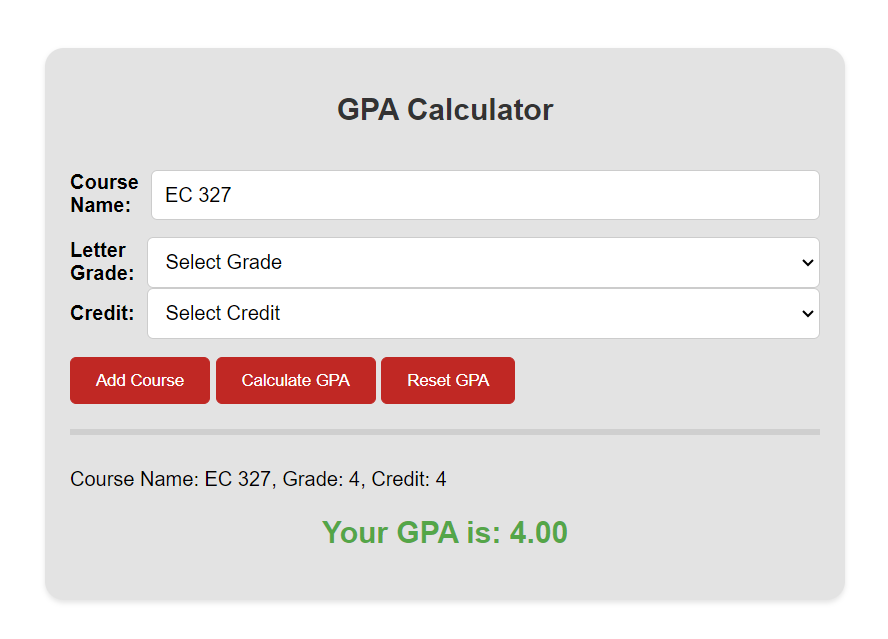 GPA Calculator
Course
Name:
EC 327
Letter
Grade:
Select Grade
Credit:
Select Credit
Add Course
Calculate GPA
Reset GPA
Course Name: EC 327, Grade: 4, Credit: 4
Your GPA is: 4.00